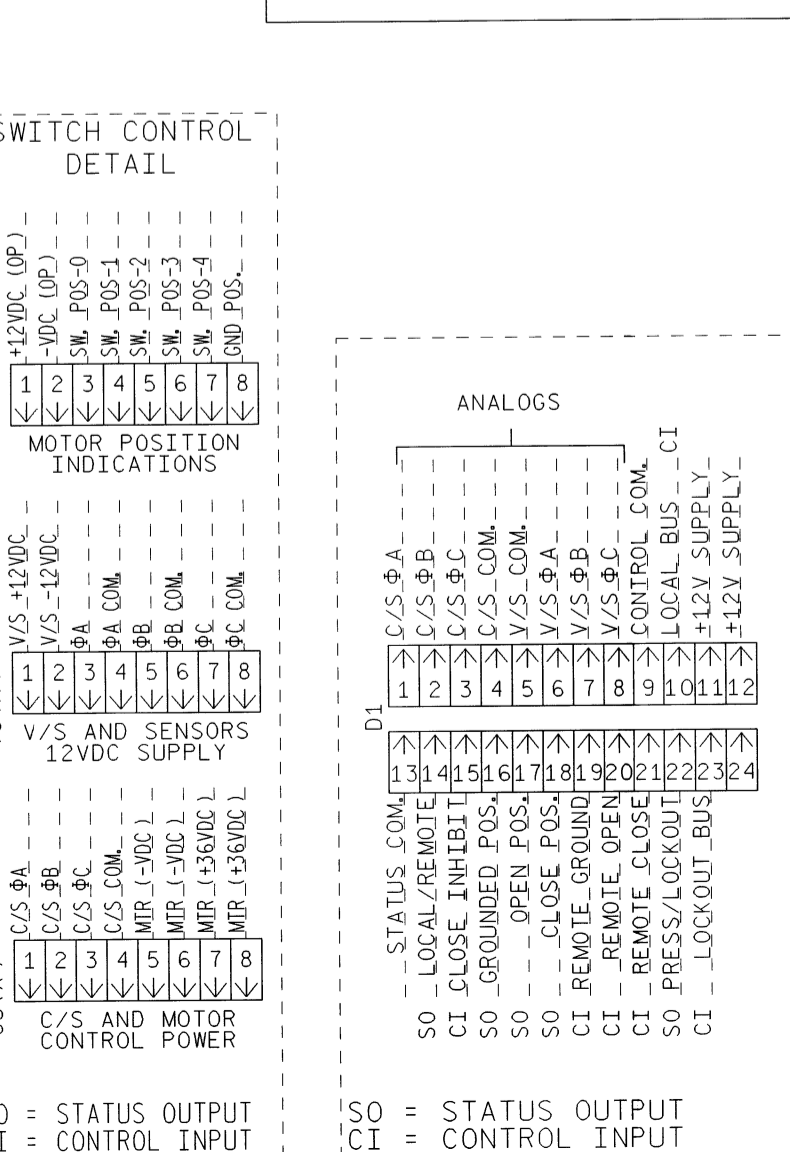 SWITCH CONTROL
DETAIL
+12VDC (OP)
-VDC (OP)
SW. POS-0
SW. POS-1
SW. POS-2
SW. POS-3
SW. POS-4
GND POS.
1 2 3 4 5 6 7 8
MOTOR POSITION
INDICATIONS
V/S +12VDC
V/S -12VDC
ΦA
ΦA COM.
ΦB
ΦB COM.
ΦC
ΦC COM.
1 2 3 4 5 6 7 8
V/S AND SENSORS
12VDC SUPPLY
C/S ΦA
C/S ΦB
C/S ΦC
C/S COM.
MTR (-VDC)
MTR (-VDC)
MTR (+36VDC)
MTR (+36VDC)
1 2 3 4 5 6 7 8
C/S AND MOTOR
CONTROL POWER
= STATUS OUTPUT
= CONTROL INPUT
ANALOGS
C/S ΦA
C/S ΦB
C/S ΦC
C/S COM.
V/S COM.
V/S ΦA
V/S ΦB
V/S ΦC
CONTROL COM.
LOCAL BUS CI
+12V SUPPLY
+12V SUPPLY
D1
1 2 3 4 5 6 7 8 9 10 11 12
13 14 15 16 17 18 19 20 21 22 23 24
STATUS COM.
SO LOCAL/REMOTE
CI CLOSE INHIBIT
SO GROUNDED POS.
SO OPEN POS.
SO CLOSE POS.
CI REMOTE GROUND
CI REMOTE OPEN
CI REMOTE CLOSE
SO PRESS/LOCKOUT
CI LOCKOUT BUS
SO = STATUS OUTPUT
CI = CONTROL INPUT